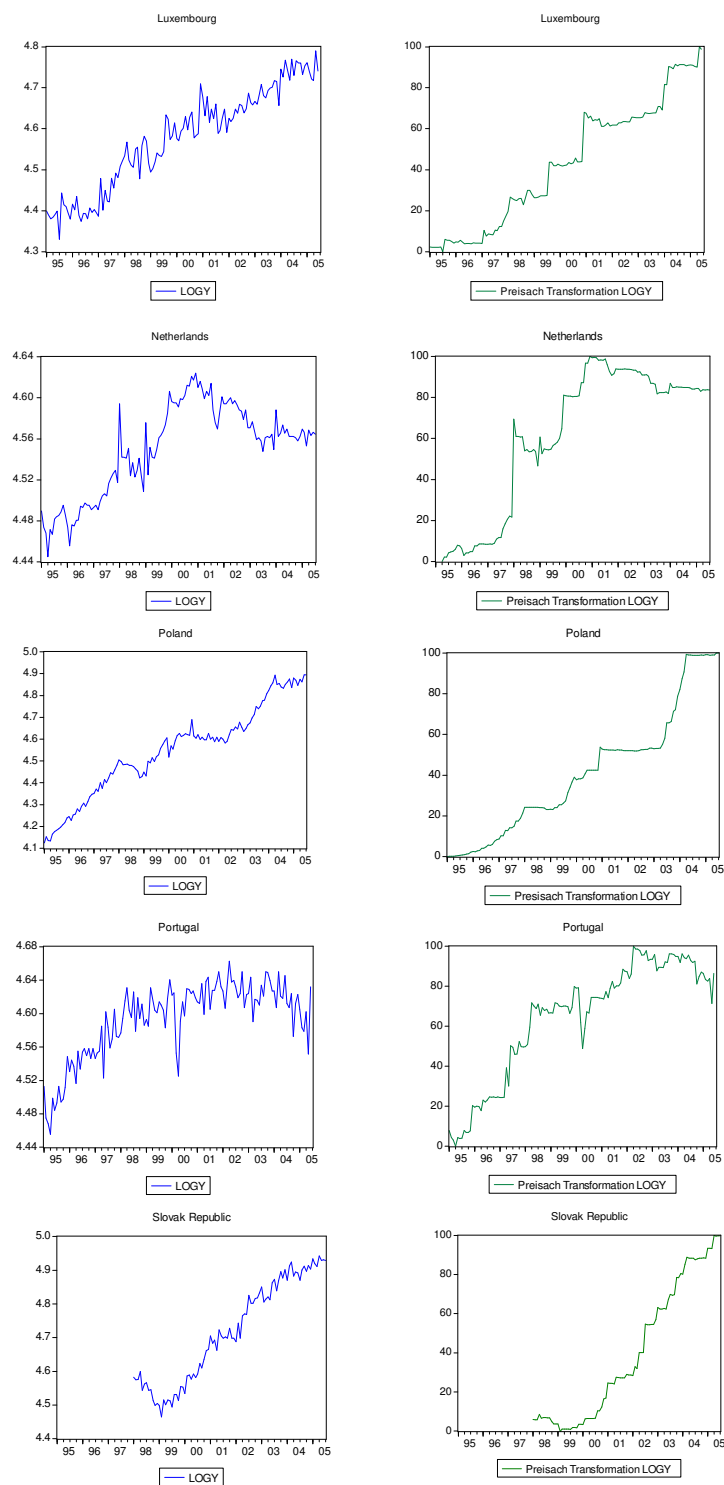 Luxembourg
4.8
4.7
4.6
4.5
4.4
4.3
95 96 97 98 99 00 01 02 03 04 05
LOGY
Luxembourg
100
80
60
40
20
0
95 96 97 98 99 00 01 02 03 04 05
Preisach Transformation LOGY
Netherlands
4.64
4.60
4.56
4.52
4.48
4.44
95 96 97 98 99 00 01 02 03 04 05
LOGY
Netherlands
100
80
60
40
20
0
95 96 97 98 99 00 01 02 03 04 05
Preisach Transformation LOGY
Poland
5.0
4.9
4.8
4.7
4.6
4.5
4.4
4.3
4.2
4.1
95 96 97 98 99 00 01 02 03 04 05
LOGY
Poland
100
80
60
40
20
0
95 96 97 98 99 00 01 02 03 04 05
Presisach Transformation LOGY
Portugal
4.68
4.64
4.60
4.56
4.52
4.48
4.44
95 96 97 98 99 00 01 02 03 04 05
LOGY
Portugal
100
80
60
40
20
0
95 96 97 98 99 00 01 02 03 04 05
Preisach Transformation LOGY
Slovak Republic
5.0
4.9
4.8
4.7
4.6
4.5
4.4
95 96 97 98 99 00 01 02 03 04 05
LOGY
Slovak Republic
100
80
60
40
20
0
95 96 97 98 99 00 01 02 03 04 05
Preisach Transformation LOGY